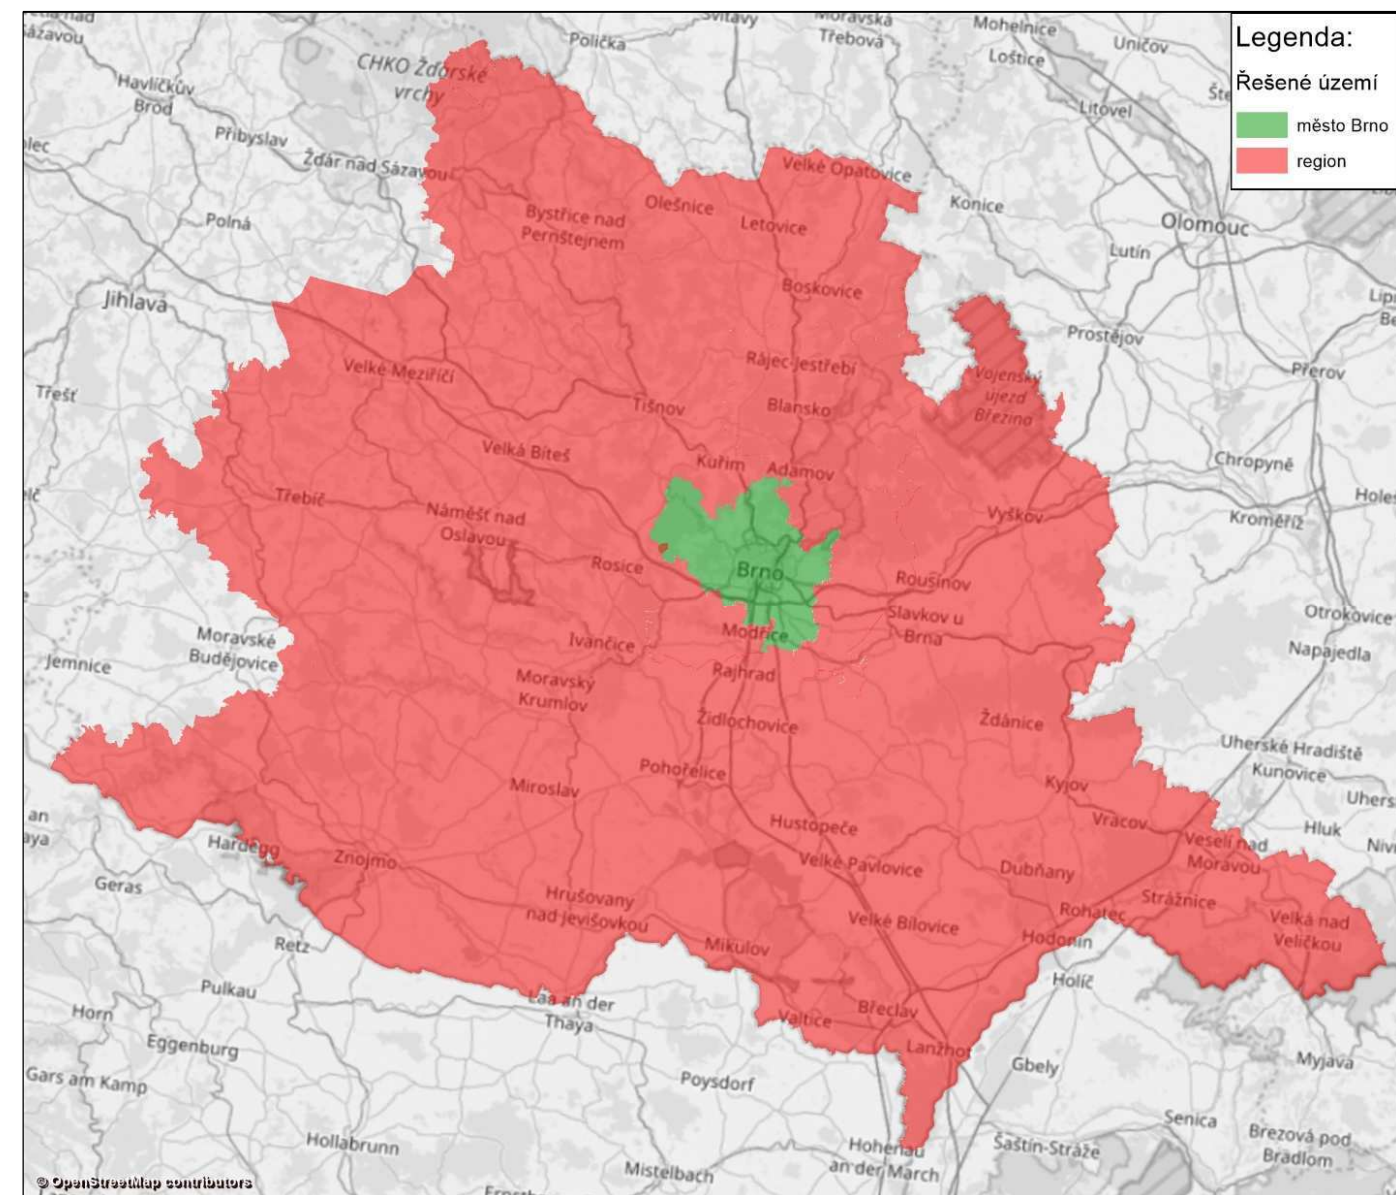 Legenda:
Řešené území
město Brno
region
Svitavy
Moravská
Třebová
Mohelnice
Uničov
Sázavou
Polička
Loštice
CHKO Žďárské
vrchy
Havlíčkův
Brod
Litovel
Přibyslav
Žďár nad Sázavou
Velké Opatovice
Polná
Bystřice nad
Pernštejnem
Olešnice
Letovice
Konice
Olomouc
Lutín
Jihlava
Boskovice
Prostějov
Velké Meziříčí
Rájec-Jestřebí
Vojenský
újezd
Březina
Přerov
Třešť
Tišnov
Blansko
Velká Bíteš
Kuřim
Adamov
Chropyně
Třebíč
Náměšť nad
Oslavou
Vyškov
Kroměříž
Rosice
Brno
Rousínov
Slavkov u
Brna
Otrokovice
Moravské
Budějovice
Ivančice
Modřice
Napajedla
Jemnice
Moravský
Krumlov
Rajhrad
Židlochovice
Ždánice
Uherské Hradiště
Kunovice
Miroslav
Pohořelice
Kyjov
Hustopeče
Vracov
Hluk
Hardegg
Znojmo
Velké Pavlovice
Veselí nad
Moravou
Geras
Hrušovany
nad Jevišovkou
Dubňany
Strážnice
Retz
Mikulov
Velké Bílovice
Rohatec
Velká nad
Veličkou
Hodonín
Holíč
Pulkau
Laa an der
Thaya
Valtice
Břeclav
Horn
Eggenburg
Lanžhot
Gbely
Myjava
Gars am Kamp
Poysdorf
Hollabrunn
Hohenau
an der March
Senica
Šaštín-Stráže
Brezová pod
Bradlom
Mistelbach
© OpenStreetMap contributors